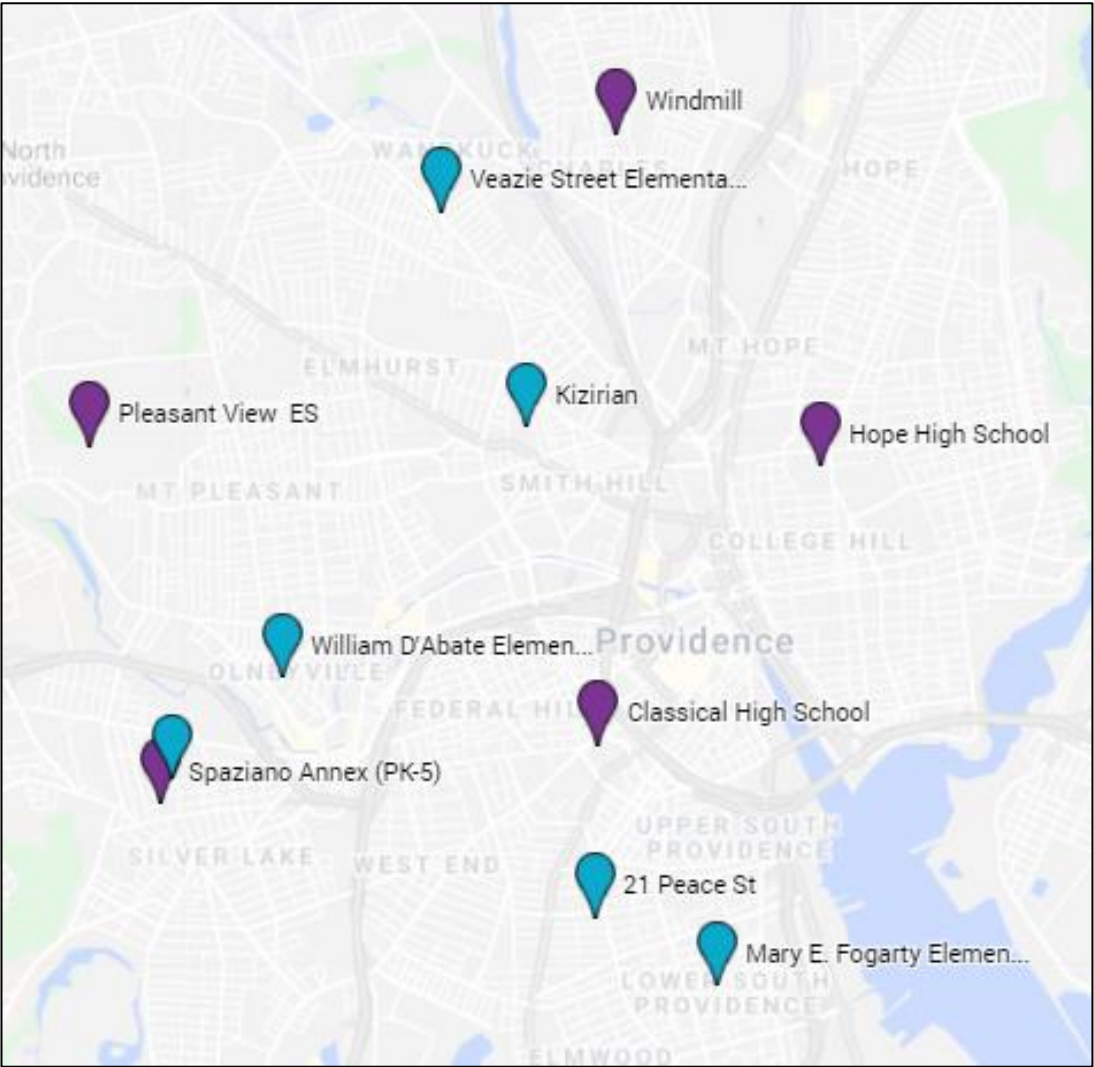 Windmill
North
WANSKUCK
CHARLES
HOPE
Veazie Street Elementa...
MT HOPE
ELMHURST
Kizirian
Pleasant View ES
Hope High School
MT PLEASANT
SMITH HILL
COLLEGE HILL
William D'Abate Elemen...
Providence
OLNEYVILLE
FEDERAL HILL
Classical High School
Spaziano Annex (PK-5)
UPPER SOUTH
PROVIDENCE
SILVER LAKE
WEST END
21 Peace St
Mary E. Fogarty Elemen...
LOWER SOUTH
PROVIDENCE
ELMWOOD